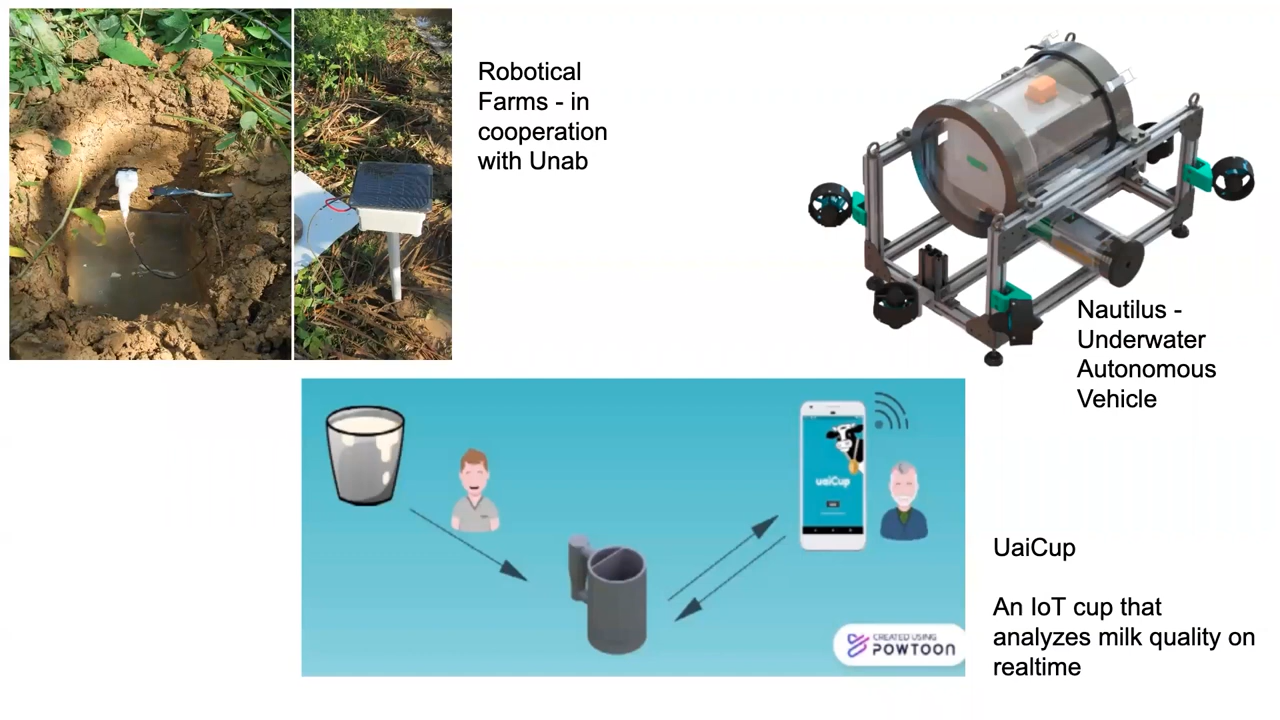 Robotical
Farms - in
cooperation
with Unab
Nautilus -
Underwater
Autonomous
Vehicle
uaiCup
CREATED USING
POWTOON
UaiCup
An IoT cup that
analyzes milk quality on
realtime